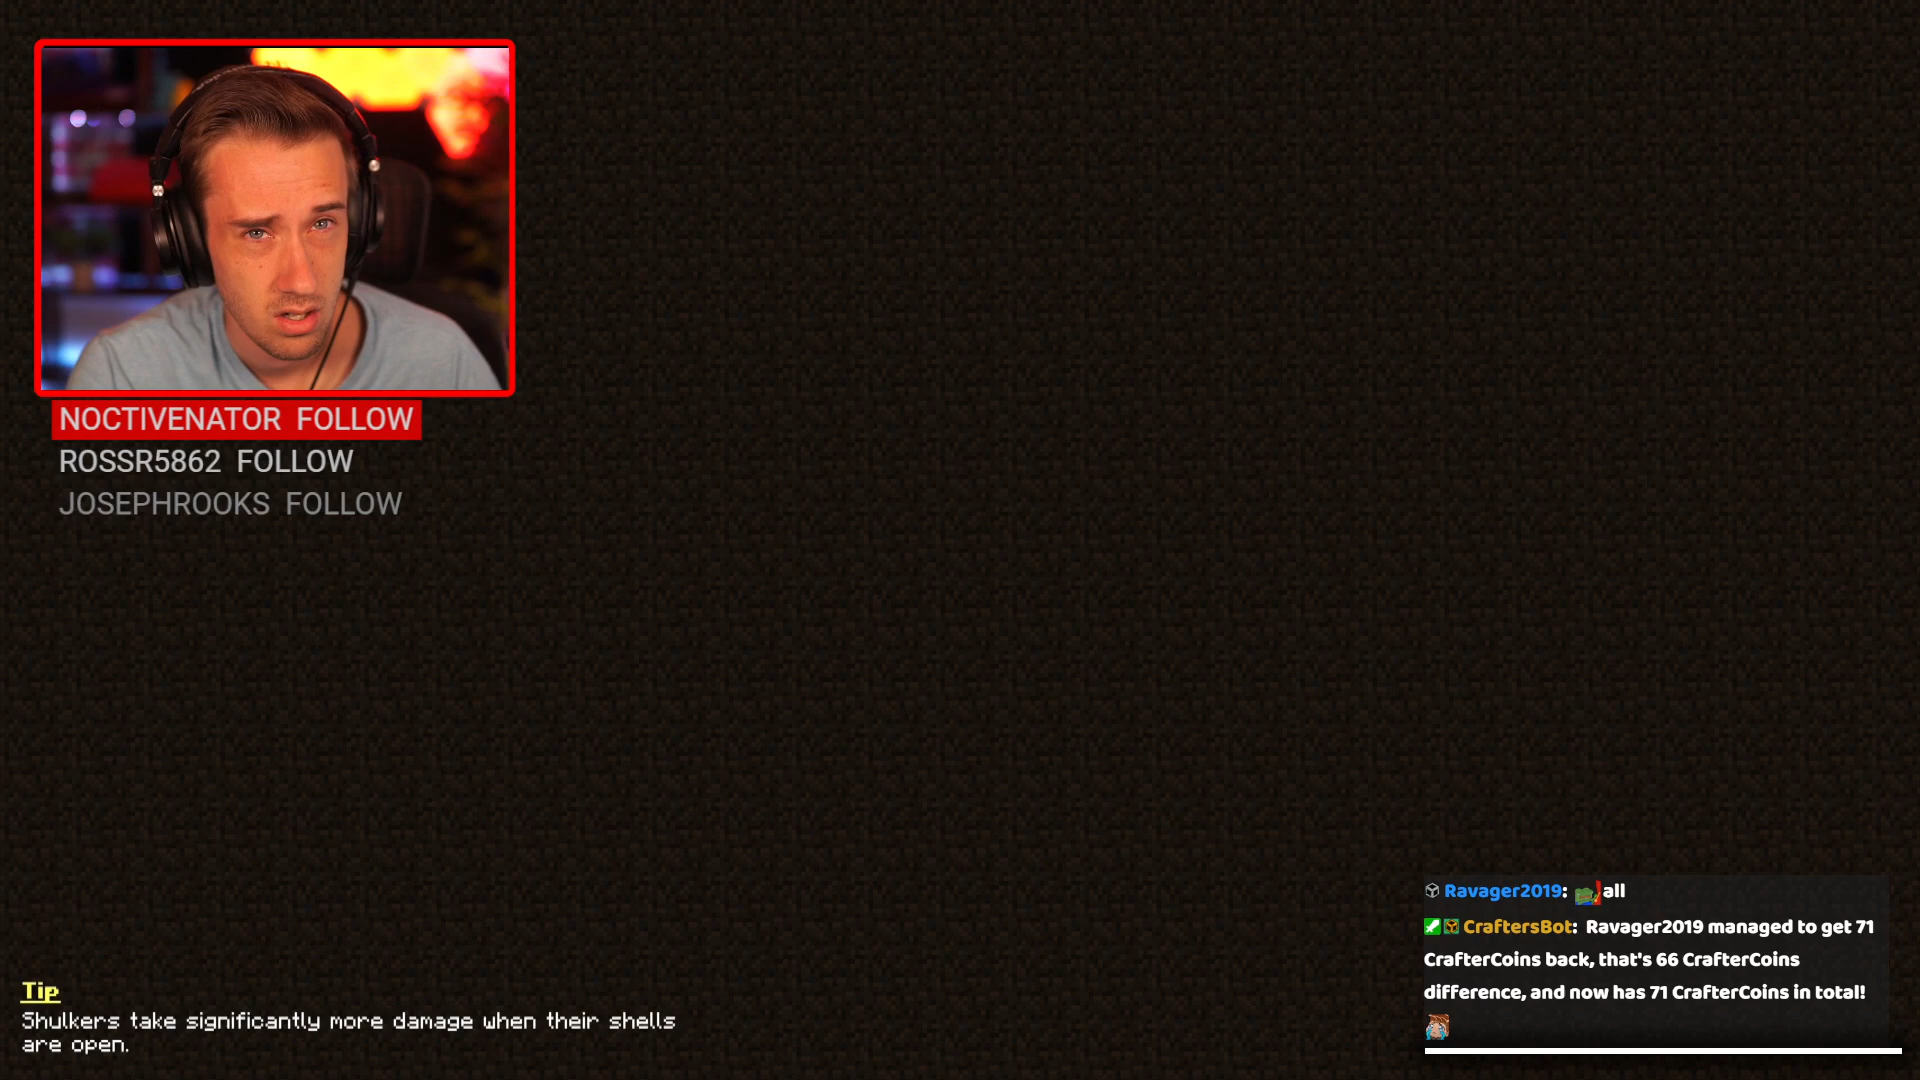 NOCTIVENATOR FOLLOW
ROSSR5862 FOLLOW
JOSEPHROOKS FOLLOW
Ravager2019: all
CraftersBot: Ravager2019 managed to get 71
CrafterCoins back, that's 66 CrafterCoins
difference, and now has 71 CrafterCoins in total!
Tip
Shulkers take significantly more damage when their shells
are open.